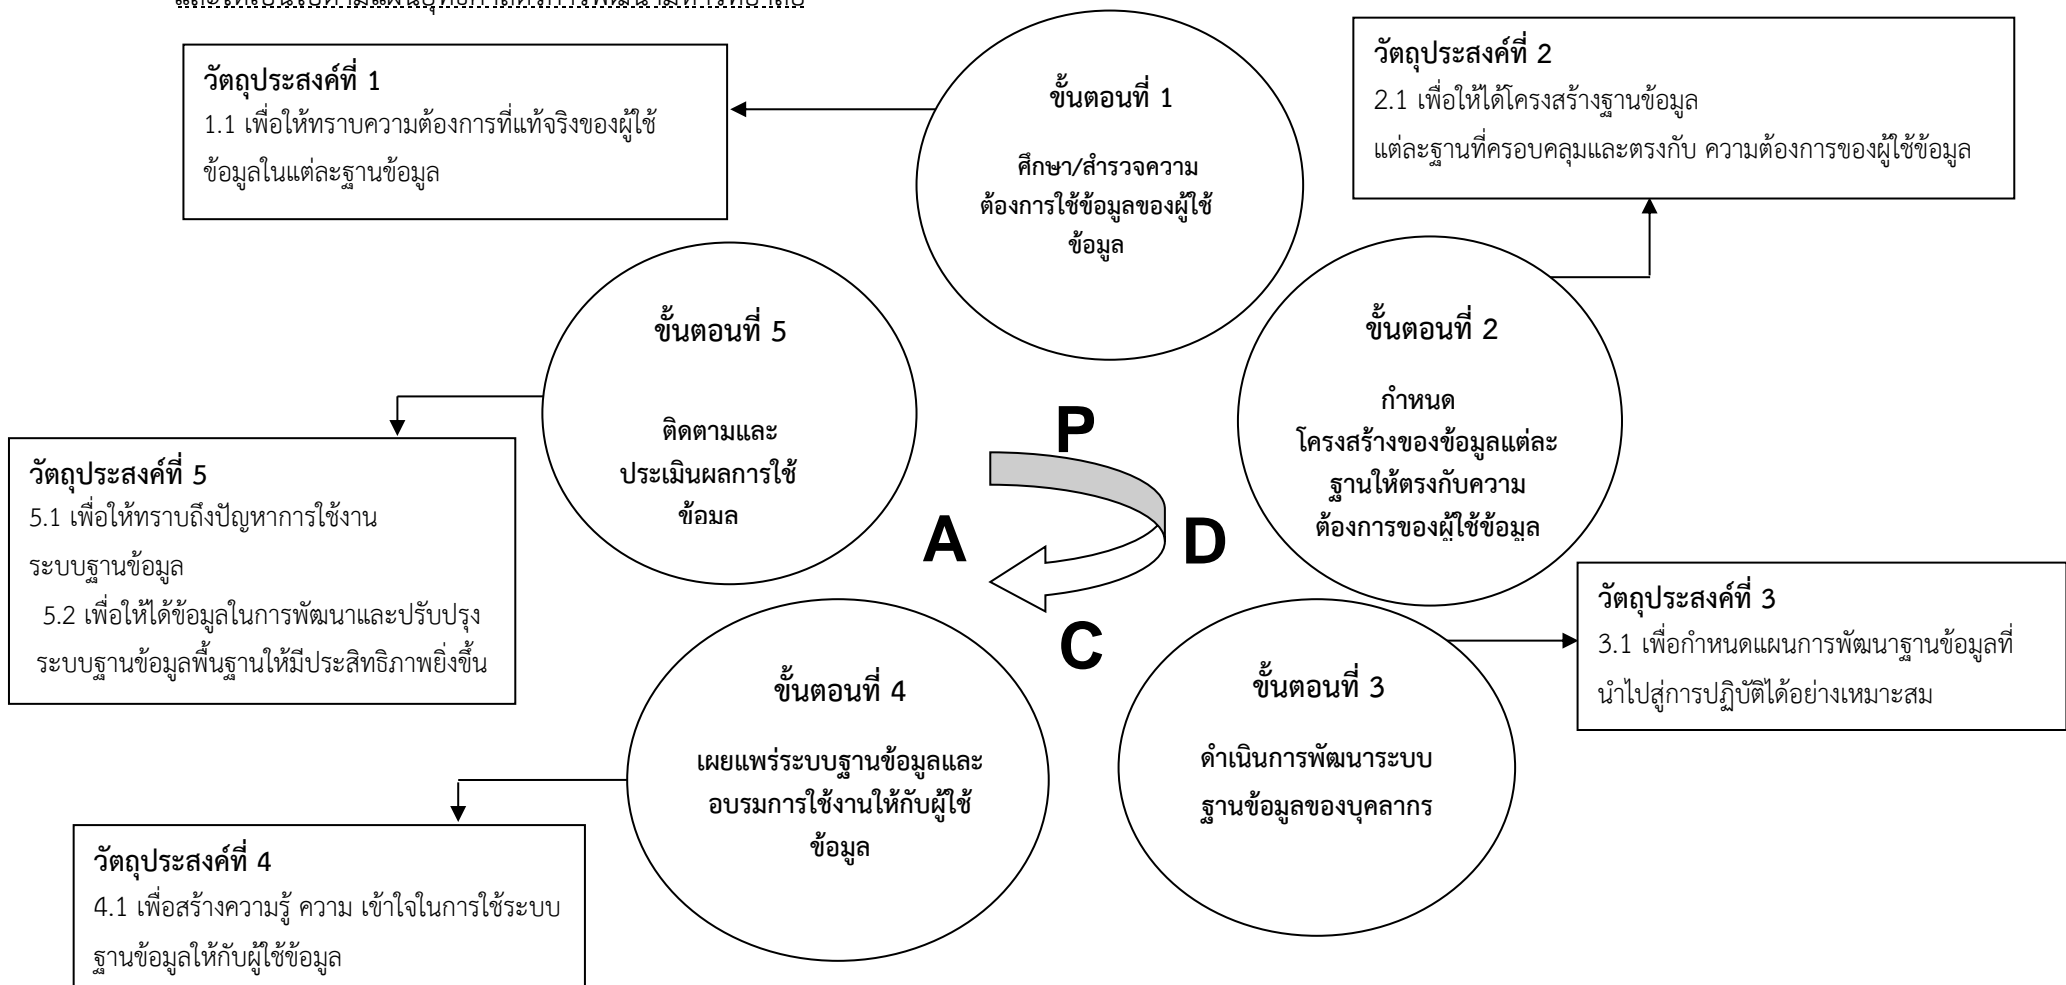 วัตถุประสงค์ที่ 1
1.1 เพื่อให้ทราบความต้องการที่แท้จริงของผู้ใช้
ข้อมูลในแต่ละฐานข้อมูล
ขั้นตอนที่ 1
ศึกษา/สำรวจความ
ต้องการใช้ข้อมูลของผู้ใช้
ข้อมูล
วัตถุประสงค์ที่ 2
2.1 เพื่อให้ได้โครงสร้างฐานข้อมูล
แต่ละฐานที่ครอบคลุมและตรงกับ ความต้องการของผู้ใช้ข้อมูล
ขั้นตอนที่ 5
ติดตามและ
ประเมินผลการใช้
ข้อมล
ขั้นตอนที่ 2
กำหนด
โครงสร้างของข้อมูลแต่ละ
ฐานให้ตรงกับความ
ต้องการของผู้ใช้ข้อมูล
P
A
D
C
วัตถุประสงค์ที่ 5
5.1 เพื่อให้ทราบถึงปัญหาการใช้งาน
ระบบฐานข้อมูล
5.2 เพื่อให้ได้ข้อมูลในการพัฒนาและปรับปรุง
ระบบฐานข้อมูลพื้นฐานให้มีประสิทธิภาพยิ่งขึ้น
วัตถุประสงค์ที่ 3
3.1 เพื่อกำหนดแผนการพัฒนาฐานข้อมูลที่
นำไปสู่การปฏิบัติได้อย่างเหมาะสม
ขั้นตอนที่ 4
เผยแพร่ระบบฐานข้อมูลและ
อบรมการใช้งานให้กับผู้ใช้
ข้อมูล
ขั้นตอนที่ 3
ดำเนินการพัฒนาระบบ
ฐานข้อมูลของบุคลากร
วัตถุประสงค์ที่ 4
4.1 เพื่อสร้างความรู้ ความ เข้าใจในการใช้ระบบ
ฐานข้อมูลให้กับผู้ใช้ข้อมูล